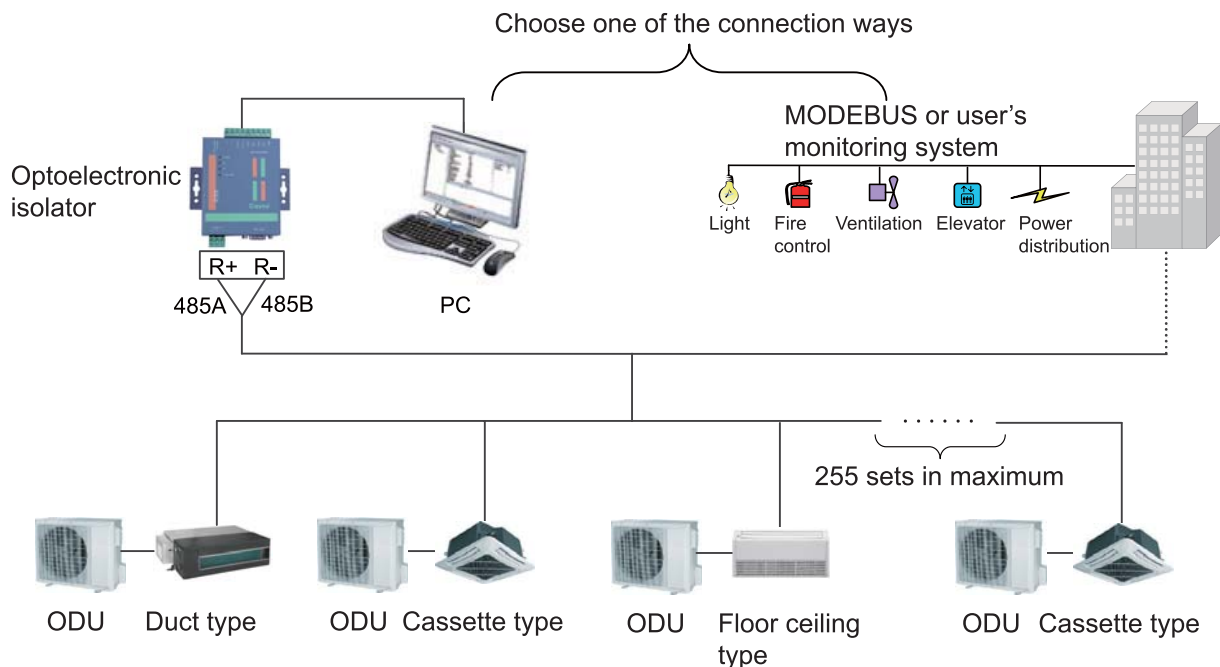 Choose one of the connection ways
MODEBUS or user's
monitoring system
Optoelectronic
isolator
Light
Fire
control
Ventilation
Elevator
Power
distribution
R+ R-
485A
485B
PC
255 sets in maximum
ODU
Duct type
ODU
Cassette type
ODU
Floor ceiling
type
ODU
Cassette type